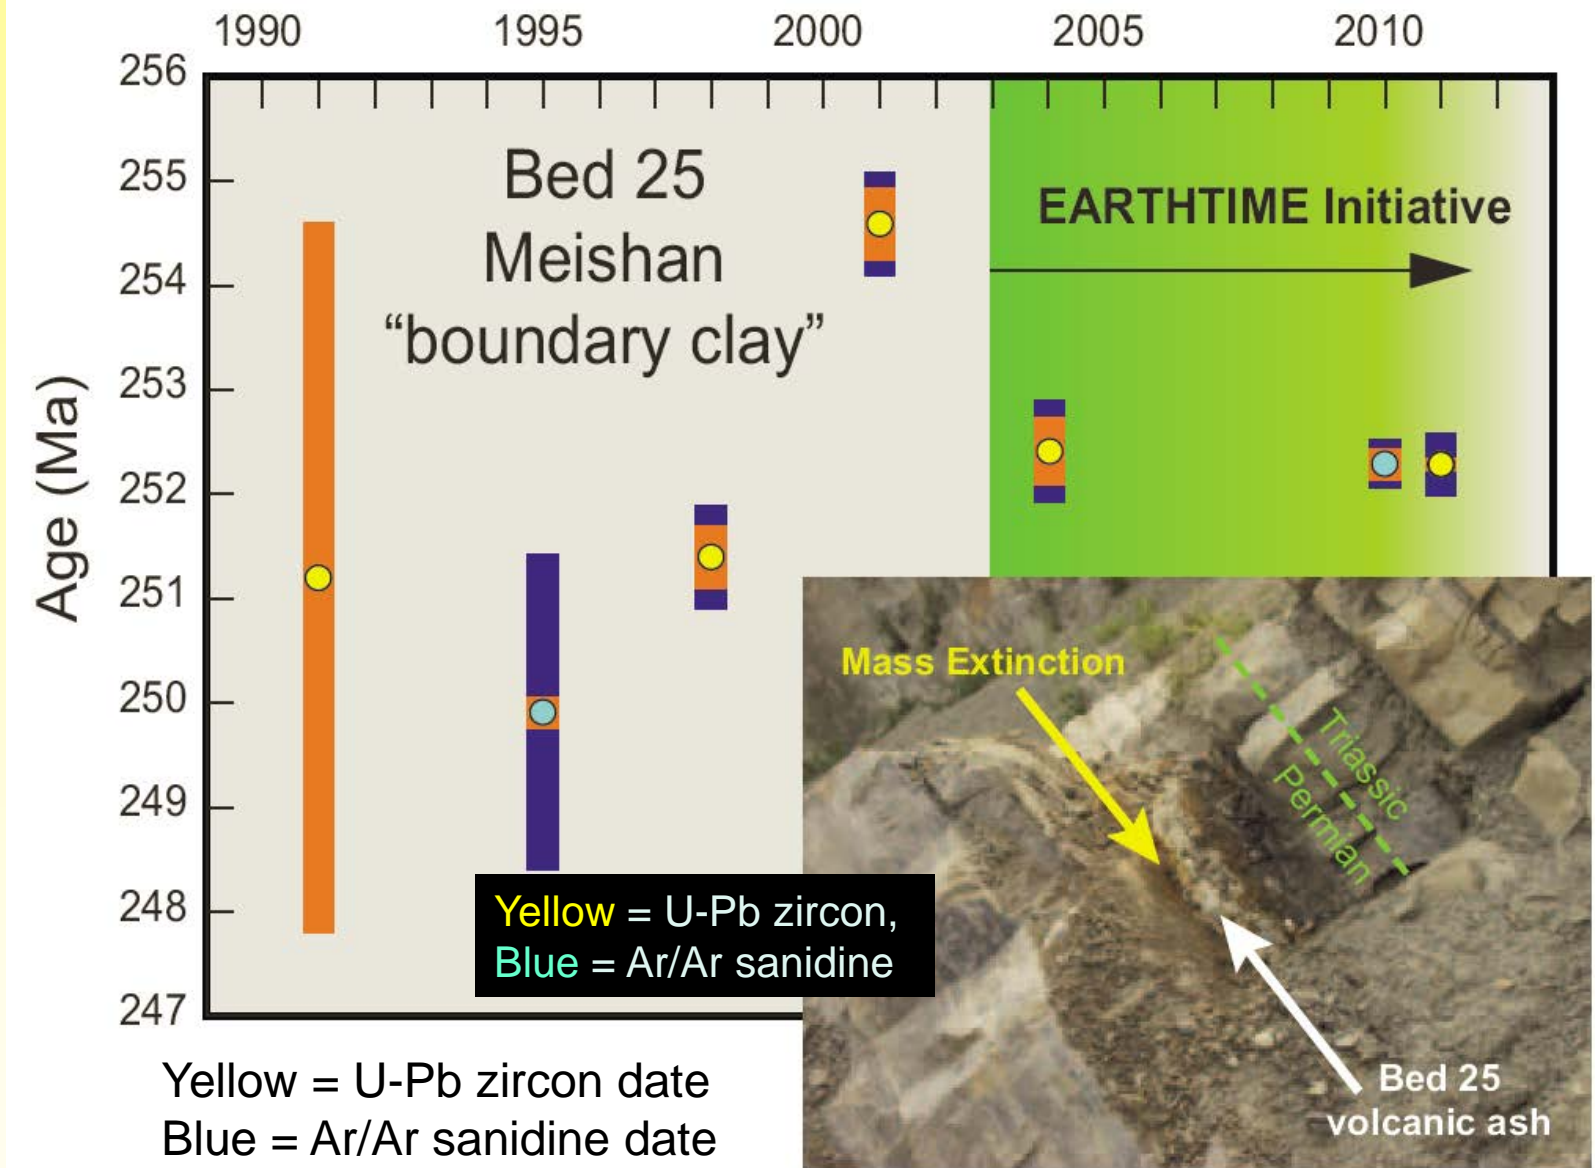 1990 1995 2000 2005 2010
256
255
254
253
252
251
250
249
248
247
Age (Ma)
Bed 25
Meishan
“boundary clay”
EARTHTIME Initiative
Mass Extinction
Triassic
Permian
Bed 25
volcanic ash
Yellow = U-Pb zircon,
Blue = Ar/Ar sanidine
Yellow = U-Pb zircon date
Blue = Ar/Ar sanidine date